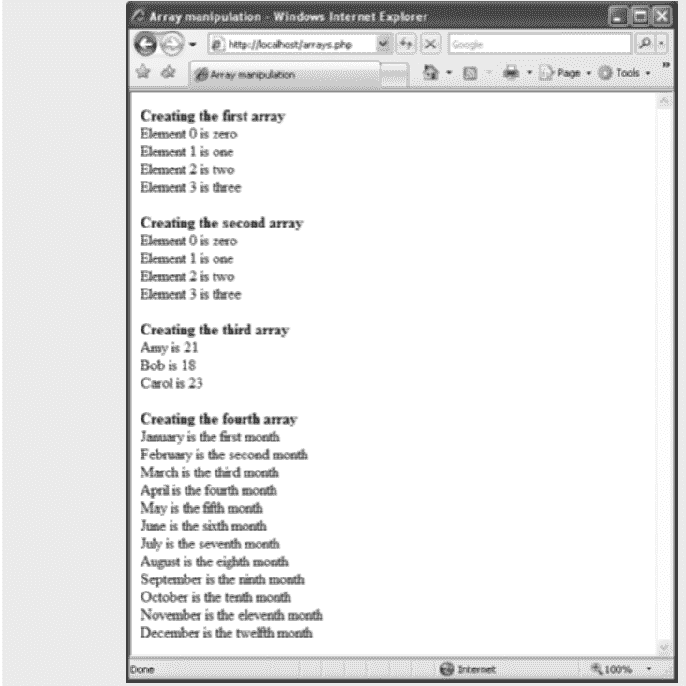 Array manipulation - Windows Internet Explorer
http://localhost/arrays.php
Google
Array manipulation
Page
Tools
Creating the first array
Element 0 is zero
Element 1 is one
Element 2 is two
Element 3 is three
Creating the second array
Element 0 is zero
Element 1 is one
Element 2 is two
Element 3 is three
Creating the third array
Amy is 21
Bob is 18
Carol is 23
Creating the fourth array
January is the first month
February is the second month
March is the third month
April is the fourth month
May is the fifth month
June is the sixth month
July is the seventh month
August is the eighth month
September is the ninth month
October is the tenth month
November is the eleventh month
December is the twelfth month
Done
Internet
100%